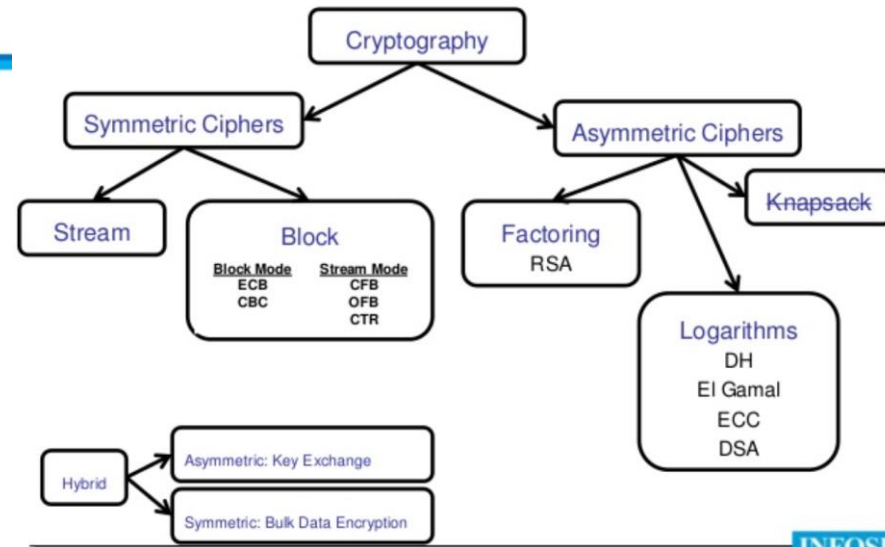 Cryptography
Symmetric Ciphers
Asymmetric Ciphers
Stream
Block
Block Mode
ECB
CBC
Stream Mode
CFB
OFB
CTR
Factoring
RSA
Knapsack
Logarithms
DH
El Gamal
ECC
DSA
Hybrid
Asymmetric: Key Exchange
Symmetric: Bulk Data Encryption